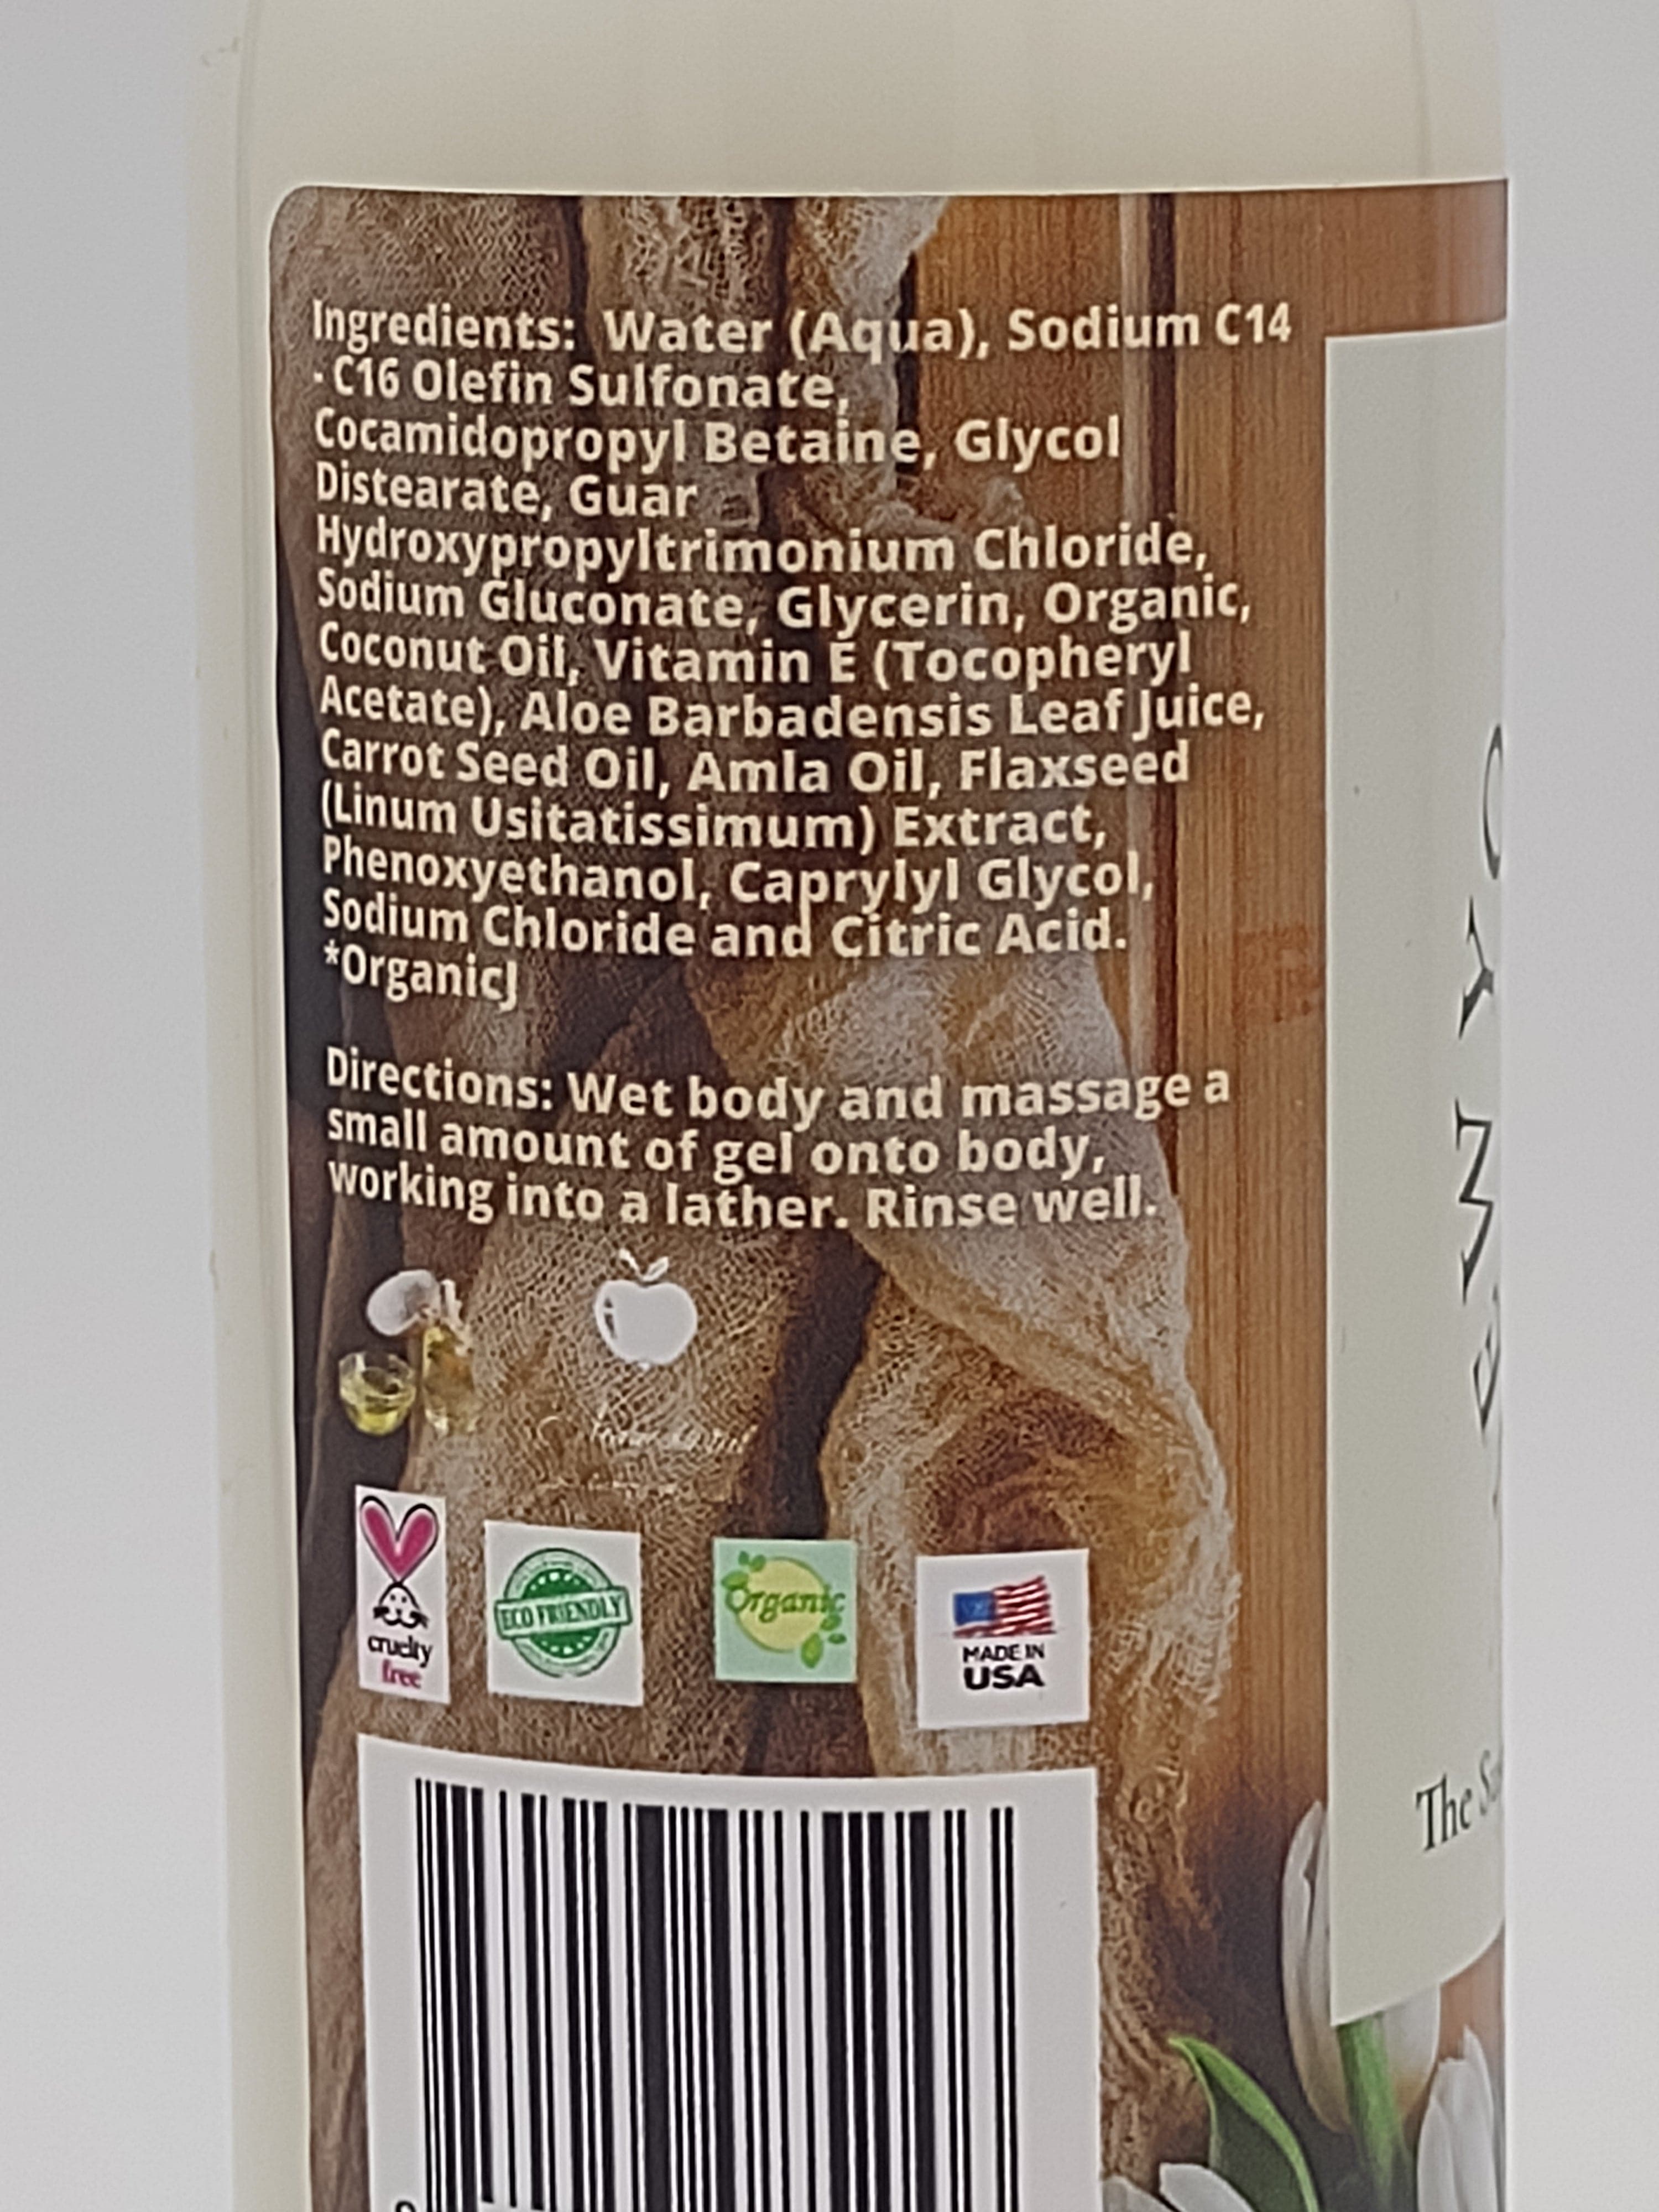 Ingredients: Water (Aqua), Sodium C14
- C16 Olefin Sulfonate,
Cocamidopropyl Betaine, Glycol
Distearate, Guar
Hydroxypropyltrimonium Chloride,
Sodium Gluconate, Glycerin, Organic,
Coconut Oil, Vitamin E (Tocopheryl
Acetate), Aloe Barbadensis Leaf Juice,
Carrot Seed Oil, Amla Oil, Flaxseed
(Linum Usitatissimum) Extract,
Phenoxyethanol, Caprylyl Glycol,
Sodium Chloride and Citric Acid.
*OrganicJ
Directions: Wet body and massage a
small amount of gel onto body,
working into a lather. Rinse well.
cruelty
free
ECO FRIENDLY
Organic
MADE IN
USA
The